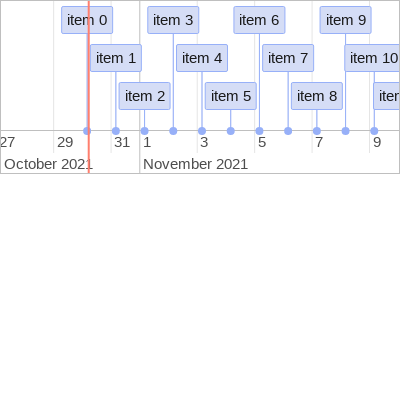 item 0
item 3
item 6
item 9
item 1
item 4
item 7
item 10
item 2
item 5
item 8
27 29 31 1 3 5 7 9
October 2021 November 2021